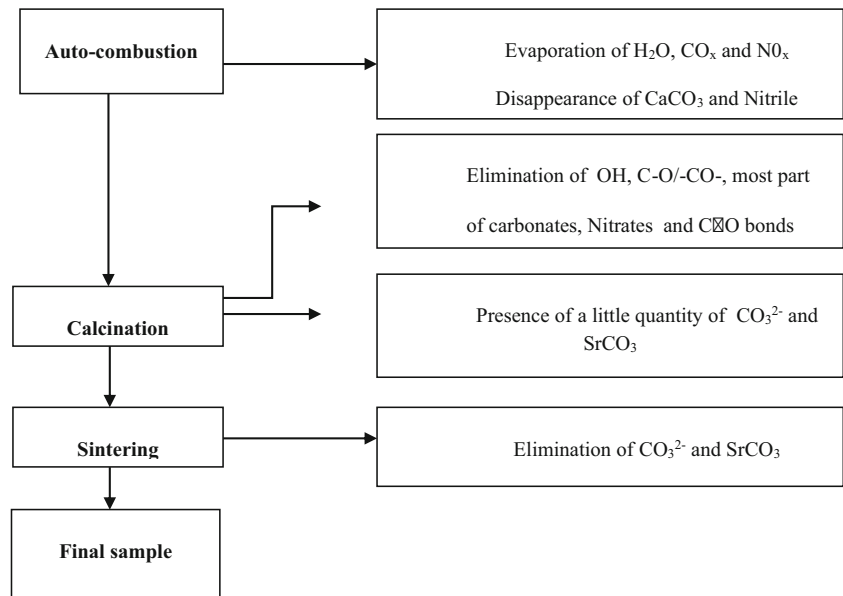 Auto-combustion
Evaporation of H₂O, COₓ and N0ₓ
Disappearance of CaCO₃ and Nitrile
Elimination of OH, C-O/-CO-, most part
of carbonates, Nitrates and C☒O bonds
Calcination
Presence of a little quantity of CO₃²⁻ and
SrCO₃
Sintering
Elimination of CO₃²⁻ and SrCO₃
Final sample